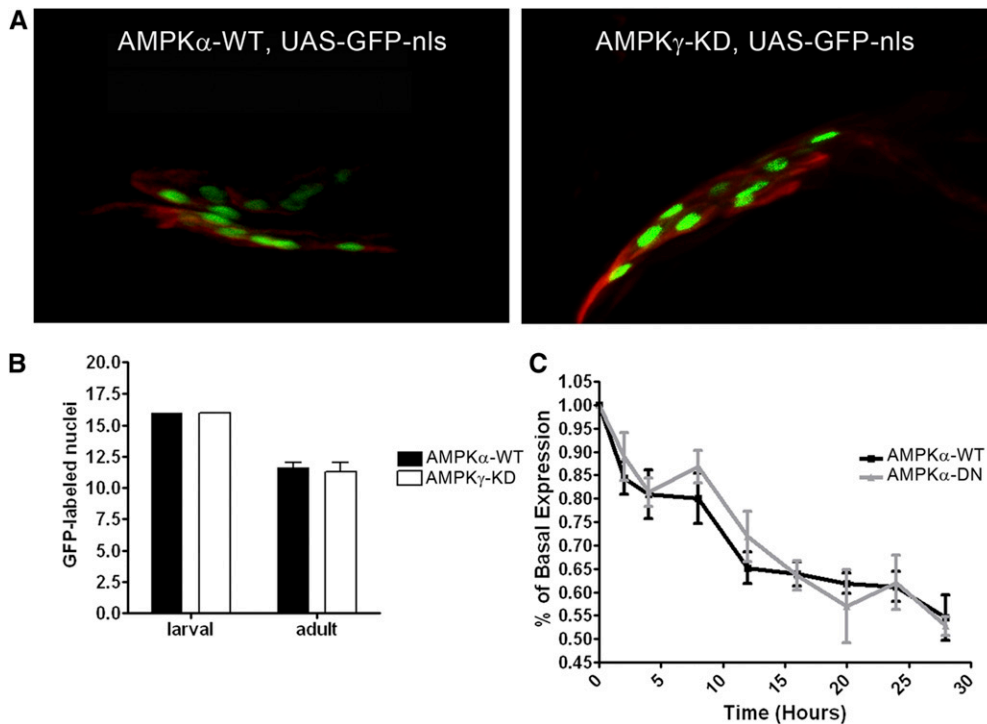 A
AMPKα-WT, UAS-GFP-nls
AMPKγ-KD, UAS-GFP-nls
B
GFP-labeled nuclei
20.0
17.5
15.0
12.5
10.0
7.5
5.0
2.5
0.0
larval
adult
AMPKα-WT
AMPKγ-KD
C
% of Basal Expression
1.05
1.00
0.95
0.90
0.85
0.80
0.75
0.70
0.65
0.60
0.55
0.50
0.45
0
5
10
15
20
25
30
Time (Hours)
AMPKα-WT
AMPKα-DN